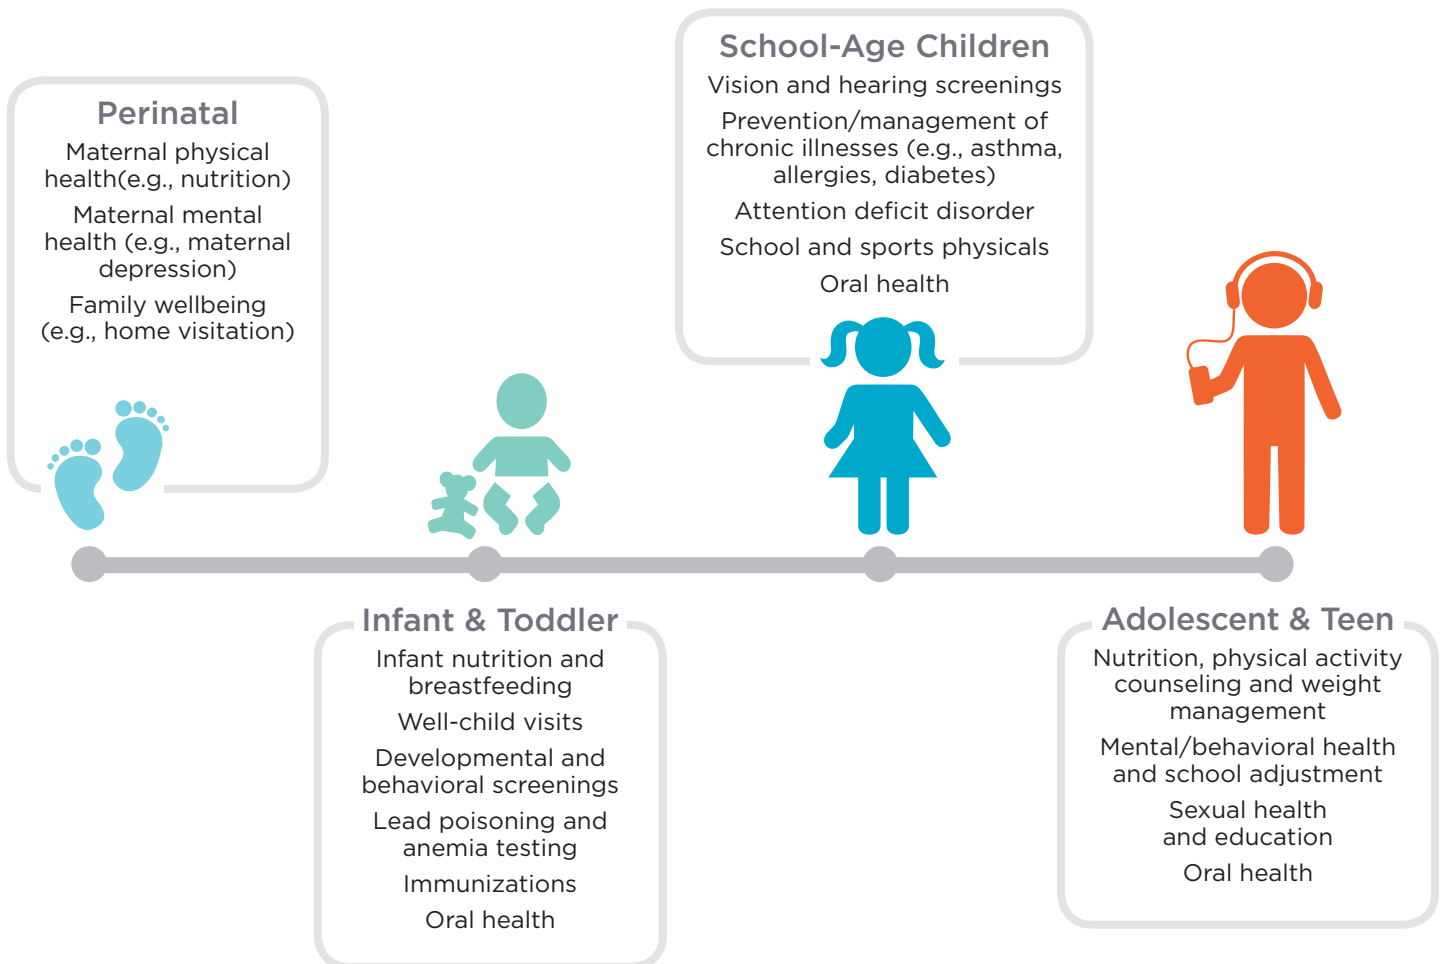 Perinatal
Maternal physical
health(e.g., nutrition)
Maternal mental
health (e.g., maternal
depression)
Family wellbeing
(e.g., home visitation)
School-Age Children
Vision and hearing screenings
Prevention/management of
chronic illnesses (e.g., asthma,
allergies, diabetes)
Attention deficit disorder
School and sports physicals
Oral health
Infant & Toddler
Infant nutrition and
breastfeeding
Well-child visits
Developmental and
behavioral screenings
Lead poisoning and
anemia testing
Immunizations
Oral health
Adolescent & Teen
Nutrition, physical activity
counseling and weight
management
Mental/behavioral health
and school adjustment
Sexual health
and education
Oral health